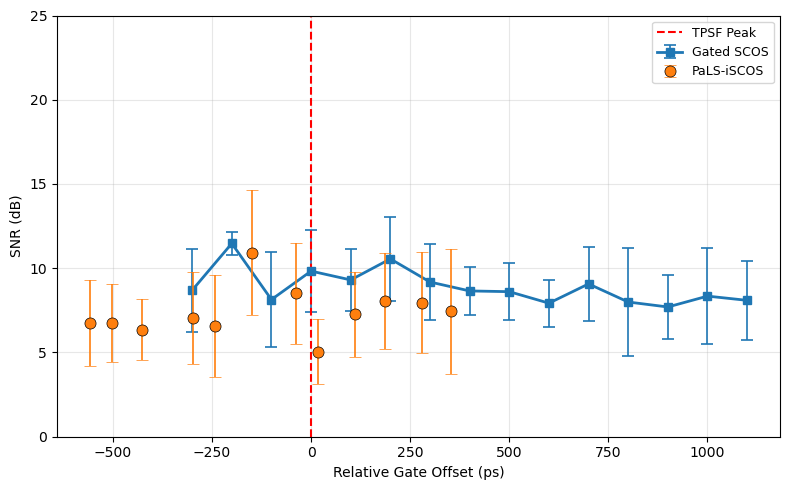 25
20
15
10
5
0
SNR (dB)
TPSF Peak
Gated SCOS
PaLS-iSCOS
−500
−250
0
250
500
750
1000
Relative Gate Offset (ps)